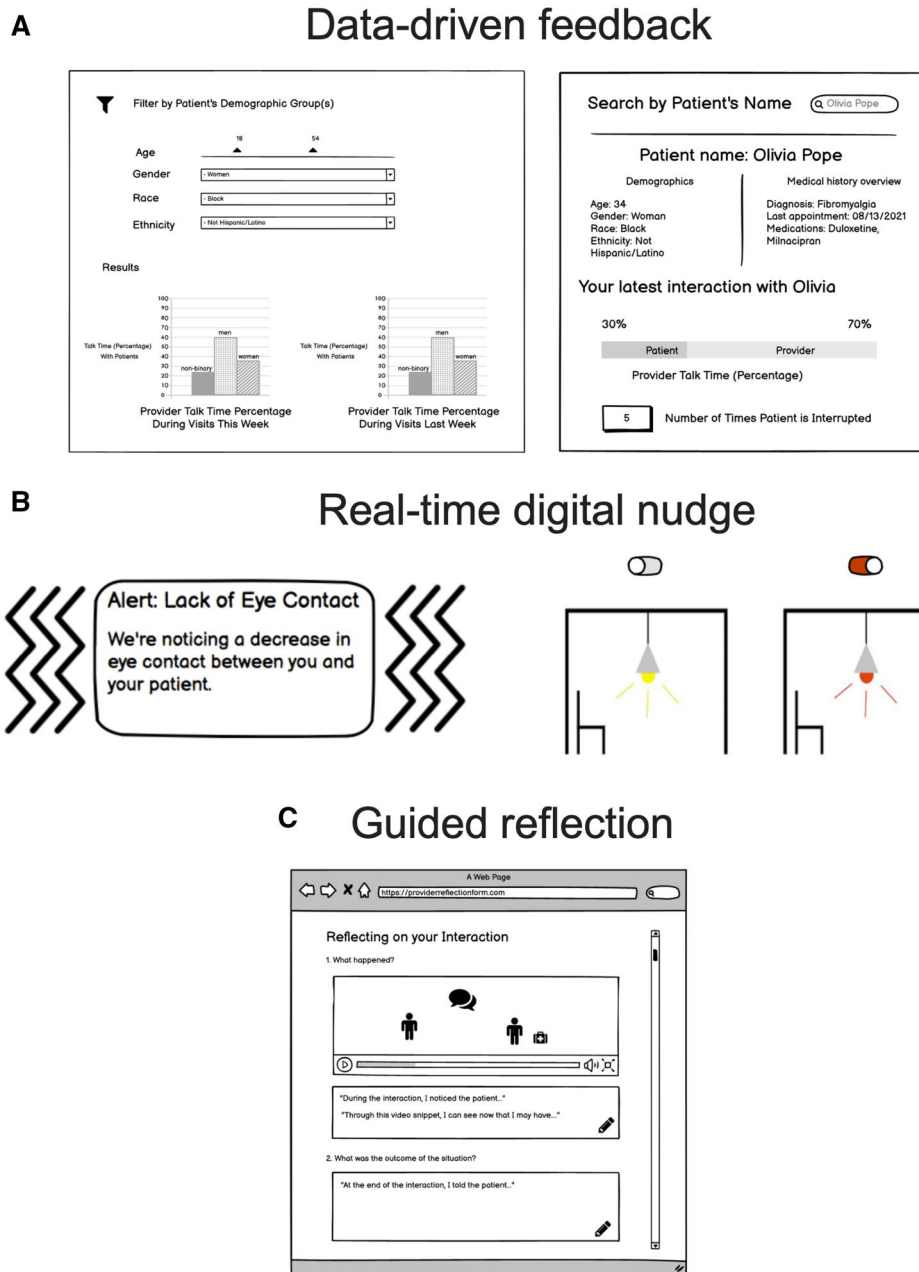 A
Data-driven feedback
Filter by Patient's Demographic Group(s)
18 54
Age
Gender - Women
Race - Black
Ethnicity - Not Hispanic/Latino
Results
100
90
80
70
60
50
40
30
20
10
0
Talk Time (Percentage)
With Patients
non-binary
men
women
Provider Talk Time Percentage
During Visits This Week
100
90
80
70
60
50
40
30
20
10
0
Talk Time (Percentage)
With Patients
non-binary
men
women
Provider Talk Time Percentage
During Visits Last Week
Search by Patient's Name Olivia Pope
Patient name: Olivia Pope
Demographics
Age: 34
Gender: Woman
Race: Black
Ethnicity: Not
Hispanic/Latino
Medical history overview
Diagnosis: Fibromyalgia
Last appointment: 08/13/2021
Medications: Duloxetine,
Milnacipran
Your latest interaction with Olivia
30% 70%
Patient Provider
Provider Talk Time (Percentage)
5 Number of Times Patient is Interrupted
B
Real-time digital nudge
Alert: Lack of Eye Contact
We're noticing a decrease in
eye contact between you and
your patient.
C
Guided reflection
A Web Page
https://providerreflectionform.com
Reflecting on your Interaction
1. What happened?
"During the interaction, I noticed the patient..."
"Through this video snippet, I can see now that I may have...."
2. What was the outcome of the situation?
"At the end of the interaction, I told the patient..."